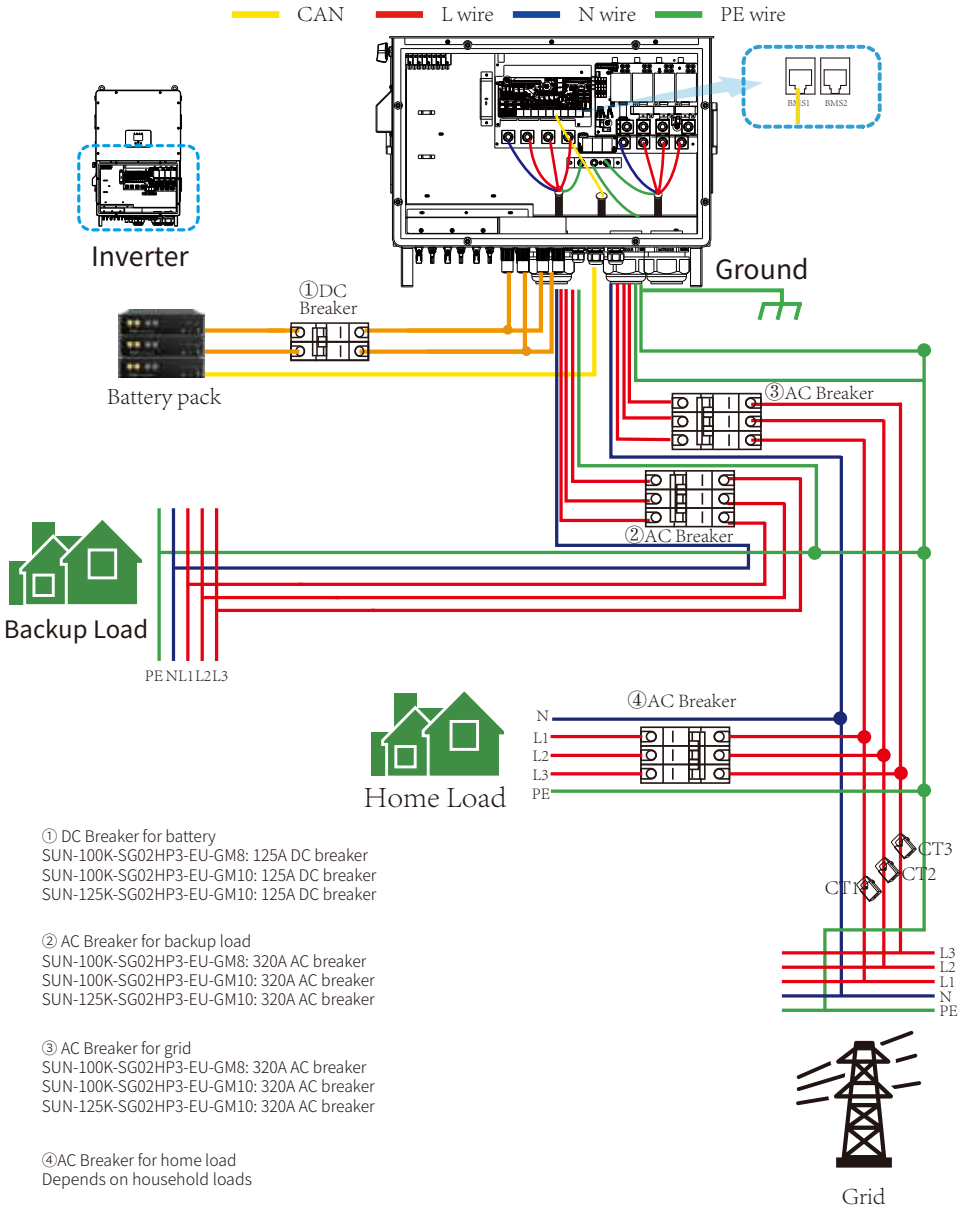 CAN L wire N wire PE wire
BMS1 BMS2
Inverter
Ground
①DC
Breaker
Battery pack
③AC Breaker
②AC Breaker
Backup Load
PE N L1 L2 L3
④AC Breaker
N
L1
L2
L3
PE
Home Load
CT3
CT2
CT1
① DC Breaker for battery
SUN-100K-SG02HP3-EU-GM8: 125A DC breaker
SUN-100K-SG02HP3-EU-GM10: 125A DC breaker
SUN-125K-SG02HP3-EU-GM10: 125A DC breaker
② AC Breaker for backup load
SUN-100K-SG02HP3-EU-GM8: 320A AC breaker
SUN-100K-SG02HP3-EU-GM10: 320A AC breaker
SUN-125K-SG02HP3-EU-GM10: 320A AC breaker
③ AC Breaker for grid
SUN-100K-SG02HP3-EU-GM8: 320A AC breaker
SUN-100K-SG02HP3-EU-GM10: 320A AC breaker
SUN-125K-SG02HP3-EU-GM10: 320A AC breaker
④AC Breaker for home load
Depends on household loads
L3
L2
L1
N
PE
Grid